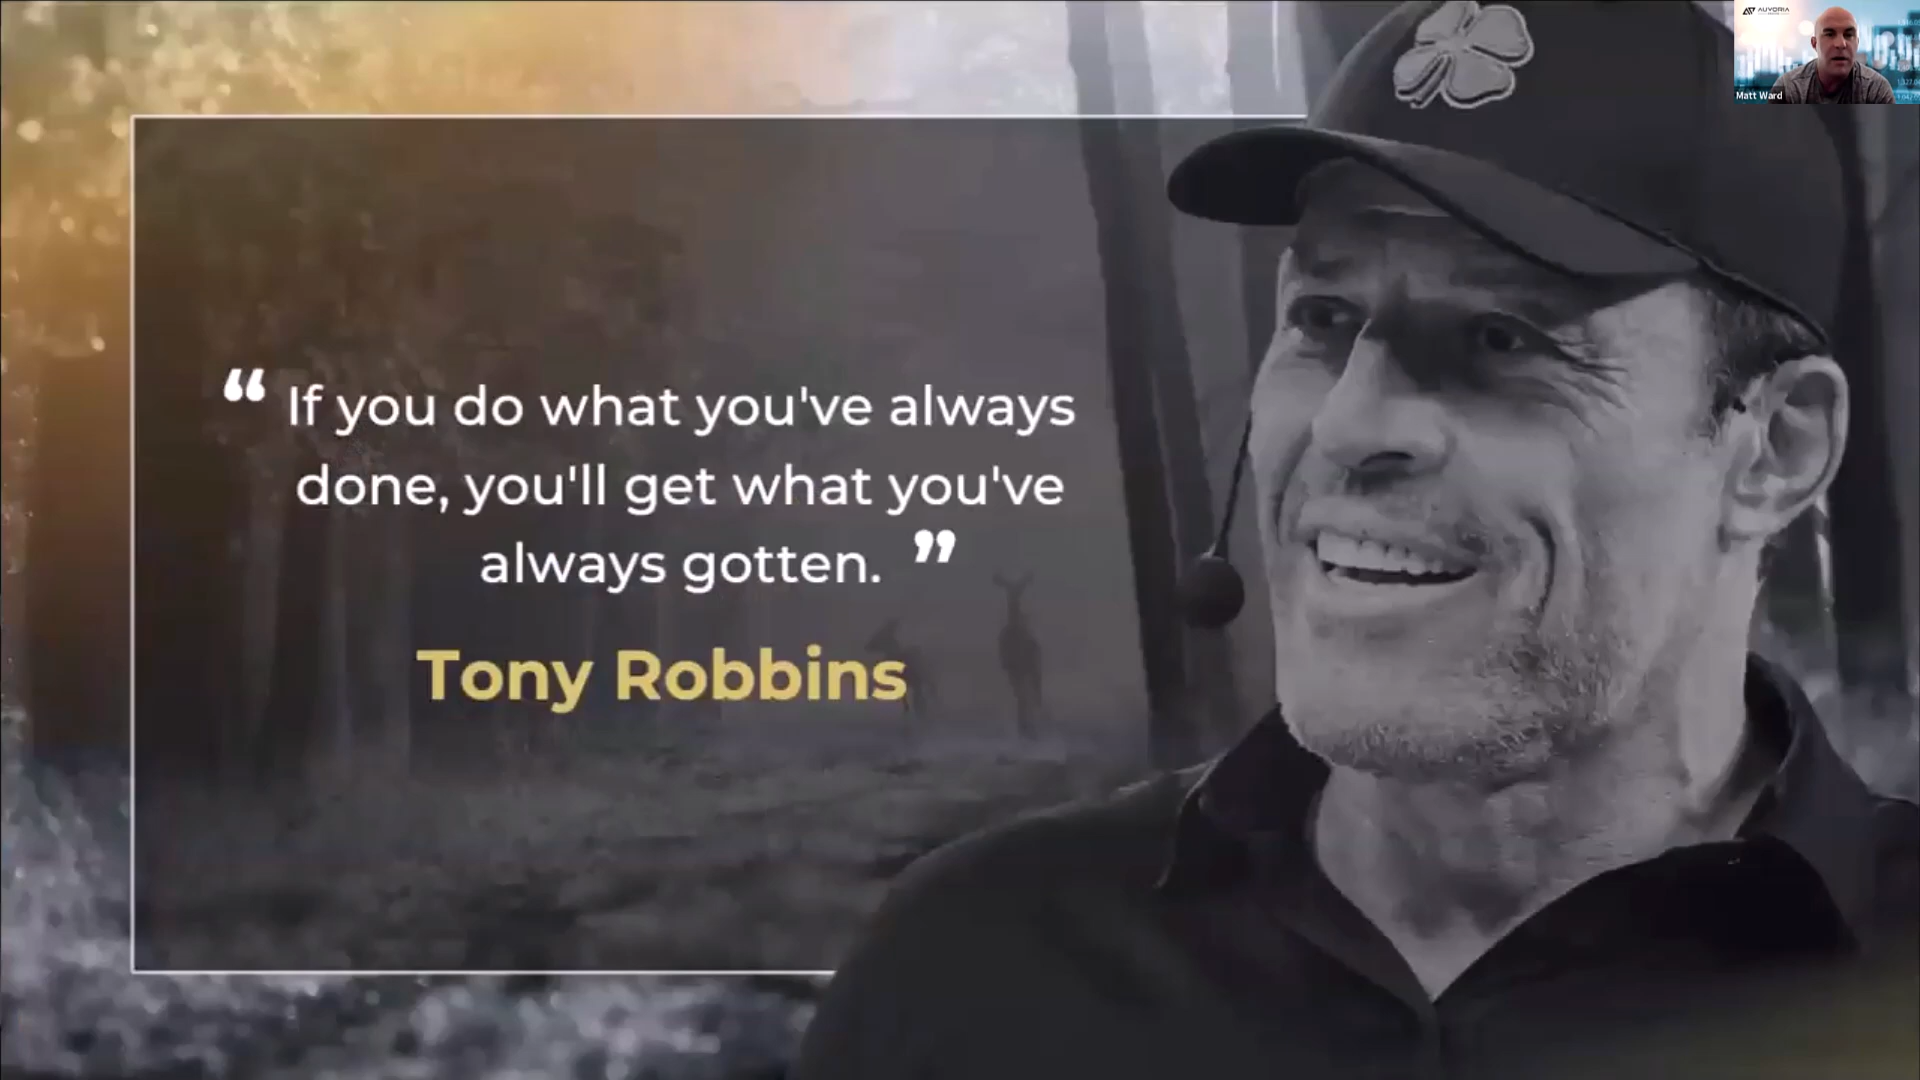 AUVORIA
Matt Ward
“ If you do what you've always
done, you'll get what you've
always gotten. ”
Tony Robbins